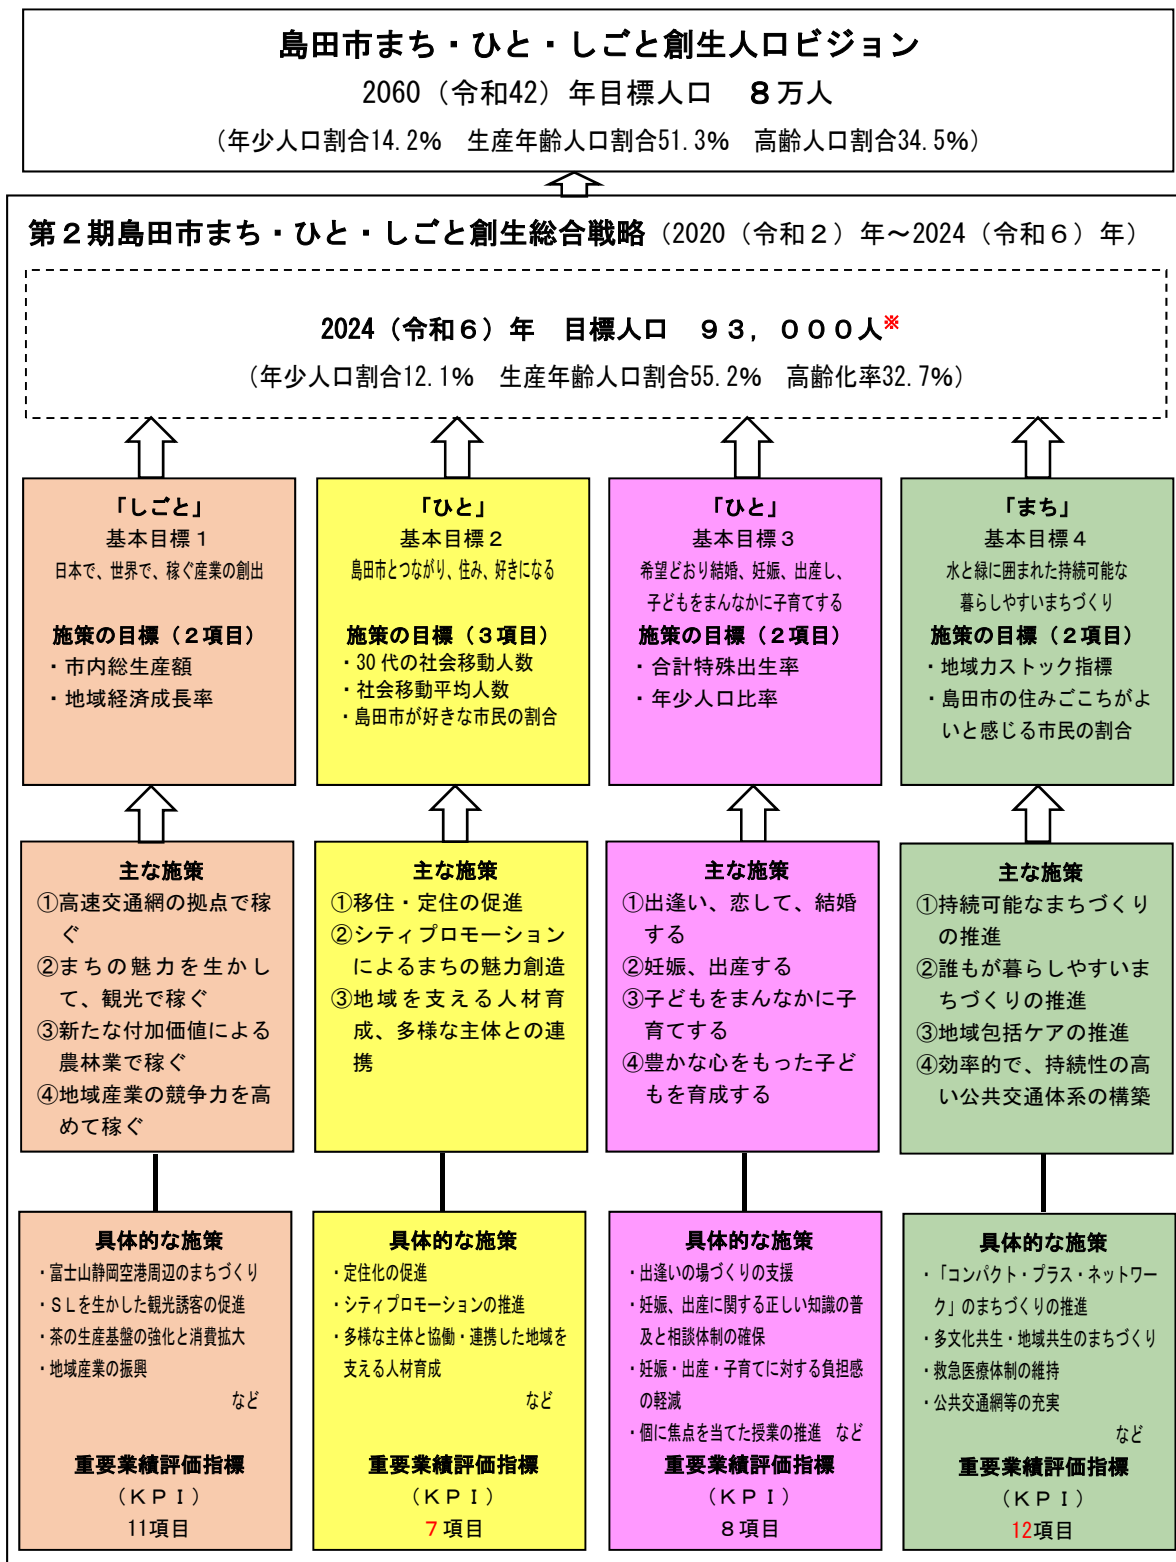 島田市まち・ひと・しごと創生人口ビジョン
2060（令和42）年目標人口　８万人
（年少人口割合14.2%　生産年齢人口割合51.3%　高齢人口割合34.5%）
第２期島田市まち・ひと・しごと創生総合戦略（2020（令和２）年～2024（令和６）年）
2024（令和６）年　目標人口　９３，０００人※
（年少人口割合12.1%　生産年齢人口割合55.2%　高齢化率32.7%）
「しごと」
基本目標１
日本で、世界で、稼ぐ産業の創出
施策の目標（２項目）
・市内総生産額
・地域経済成長率
「ひと」
基本目標２
島田市とつながり、住み、好きになる
施策の目標（３項目）
・30代の社会移動人数
・社会移動平均人数
・島田市が好きな市民の割合
「ひと」
基本目標３
希望どおり結婚、妊娠、出産し、
子どもをまんなかに子育てする
施策の目標（２項目）
・合計特殊出生率
・年少人口比率
「まち」
基本目標４
水と緑に囲まれた持続可能な
暮らしやすいまちづくり
施策の目標（２項目）
・地域力ストック指標
・島田市の住みごこちがよ
いと感じる市民の割合
主な施策
①高速交通網の拠点で稼
ぐ
②まちの魅力を生かし
て、観光で稼ぐ
③新たな付加価値による
農林業で稼ぐ
④地域産業の競争力を高
めて稼ぐ
主な施策
①移住・定住の促進
②シティプロモーション
によるまちの魅力創造
③地域を支える人材育
成、多様な主体との連
携
主な施策
①出逢い、恋して、結婚
する
②妊娠、出産する
③子どもをまんなかに子
育てする
④豊かな心をもった子ど
もを育成する
主な施策
①持続可能なまちづくり
の推進
②誰もが暮らしやすいま
ちづくりの推進
③地域包括ケアの推進
④効率的で、持続性の高
い公共交通体系の構築
具体的な施策
・富士山静岡空港周辺のまちづくり
・ＳＬを生かした観光誘客の促進
・茶の生産基盤の強化と消費拡大
・地域産業の振興
など
重要業績評価指標
（ＫＰＩ）
11項目
具体的な施策
・定住化の促進
・シティプロモーションの推進
・多様な主体と協働・連携した地域を
支える人材育成
など
重要業績評価指標
（ＫＰＩ）
７項目
具体的な施策
・出逢いの場づくりの支援
・妊娠、出産に関する正しい知識の普
及と相談体制の確保
・妊娠・出産・子育てに対する負担感
の軽減
・個に焦点を当てた授業の推進　など
重要業績評価指標
（ＫＰＩ）
８項目
具体的な施策
・「コンパクト・プラス・ネットワー
ク」のまちづくりの推進
・多文化共生・地域共生のまちづくり
・救急医療体制の維持
・公共交通網等の充実
など
重要業績評価指標
（ＫＰＩ）
12項目